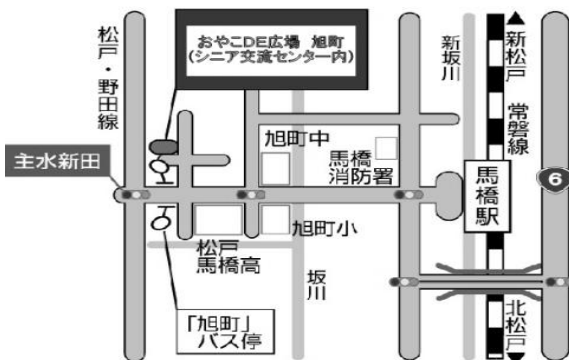 松戸・野田線
おやこDE広場 旭町
(シニア交流センター内)
新坂川
▲新松戸
常磐線
主水新田
旭町中
馬橋
消防署
馬橋駅
6
旭町小
松戸
馬橋高
坂川
「旭町」
バス停
北松戸▼